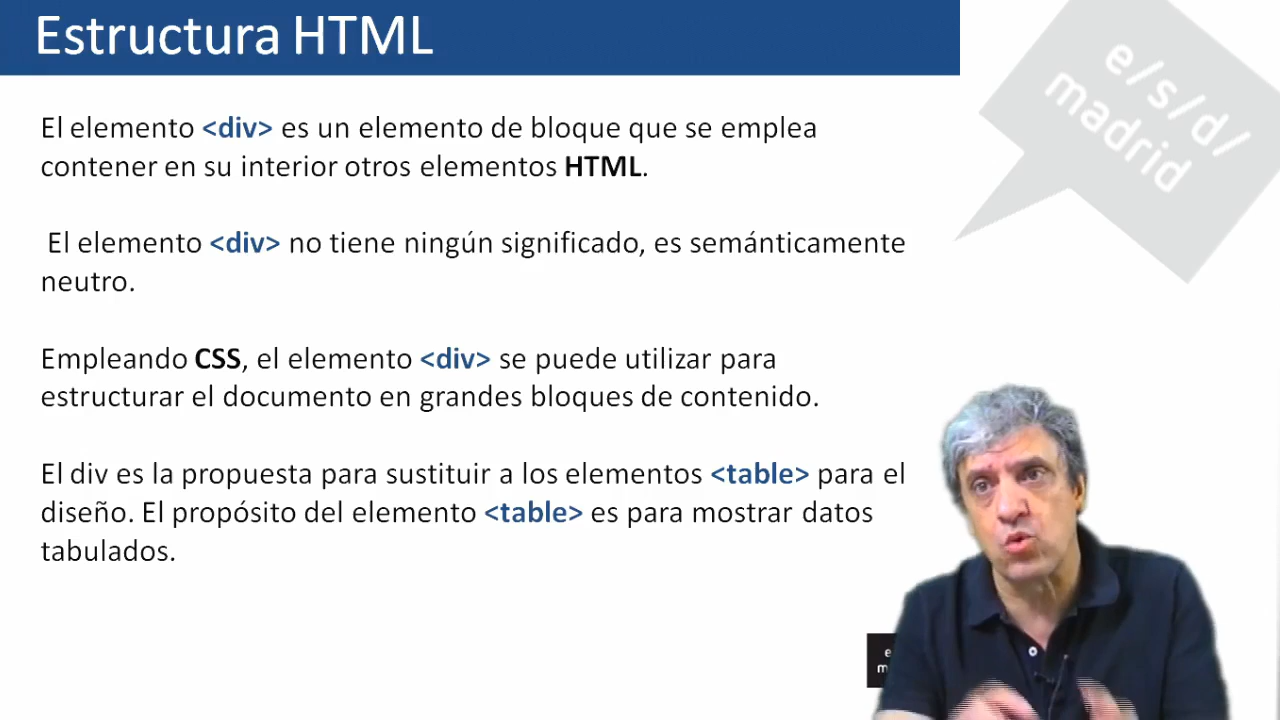 Estructura HTML
e/s/d/
madrid
El elemento <div> es un elemento de bloque que se emplea
contener en su interior otros elementos HTML.
El elemento <div> no tiene ningún significado, es semánticamente
neutro.
Empleando CSS, el elemento <div> se puede utilizar para
estructurar el documento en grandes bloques de contenido.
El div es la propuesta para sustituir a los elementos <table> para el
diseño. El propósito del elemento <table> es para mostrar datos
tabulados.